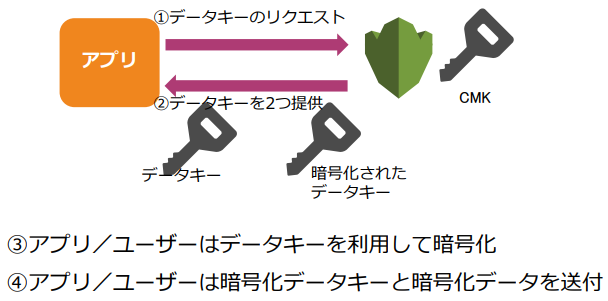 ①データキーのリクエスト
アプリ
CMK
②データキーを2つ提供
データキー
暗号化された
データキー
③アプリ／ユーザーはデータキーを利用して暗号化
④アプリ／ユーザーは暗号化データキーと暗号化データを送付